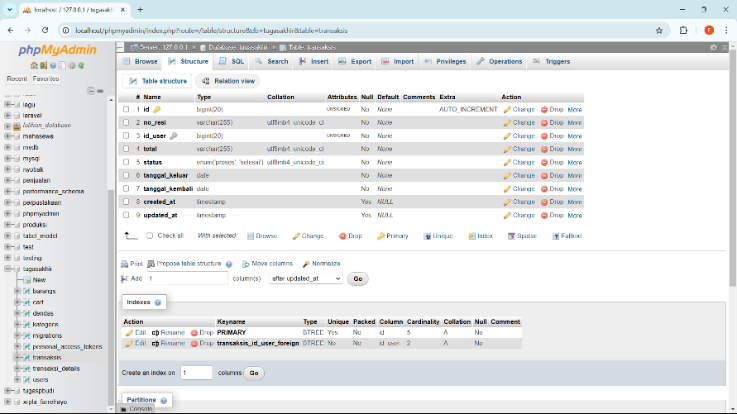 localhost / 127.0.0.1 / tugasakhir
localhost/phpmyadmin/index.php?route=/table/structure&db=tugasakhir&table=transaksis
phpMyAdmin
Recent Favorites
lagu
laravel
latihan_database
mahasiswa
mydb
mysql
nyobak
penjualan
performance_schema
perpustakaan
phpmyadmin
produksi
tabel_model
test
testing
tugasakhir
New
barangs
cart
dendas
kategoris
migrations
personal_access_tokens
transaksis
transaksi_details
users
tugaspbudi
Server: 127.0.0.1 » Database: tugasakhir » Table: transaksis
Browse Structure SQL Search Insert Export Import Privileges Operations Triggers
Table structure Relation view
# Name Type Collation Attributes Null Default Comments Extra Action
1 id bigint(20) UNSIGNED No None AUTO_INCREMENT Change Drop More
2 no_resi varchar(255) utf8mb4_unicode_ci No None Change Drop More
3 id_user bigint(20) UNSIGNED No None Change Drop More
4 total varchar(255) utf8mb4_unicode_ci No None Change Drop More
5 status enum('proses', 'selesai') utf8mb4_unicode_ci No None Change Drop More
6 tanggal_keluar date No None Change Drop More
7 tanggal_kembali date No None Change Drop More
8 created_at timestamp Yes NULL Change Drop More
9 updated_at timestamp Yes NULL Change Drop More
Check all With selected: Browse Change Drop Primary Unique Index Spatial Fulltext
Print Propose table structure Move columns Normalize
Add 1 column(s) after updated_at Go
Indexes
Action Keyname Type Unique Packed Column Cardinality Collation Null Comment
Edit Rename Drop PRIMARY BTREE Yes No id 5 A No
Edit Rename Drop transaksis_id_user_foreign BTREE No No id_user 2 A No
Create an index on 1 columns Go
Partitions
Console